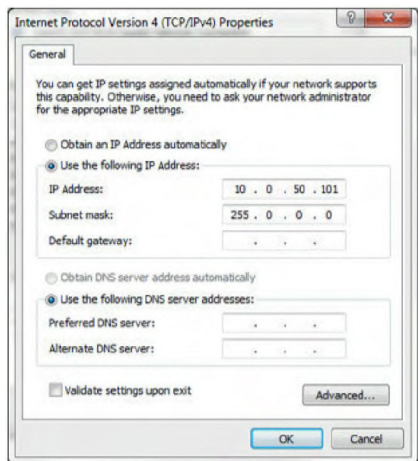 Internet Protocol Version 4 (TCP/IPv4) Properties
General
You can get IP settings assigned automatically if your network supports
this capability. Otherwise, you need to ask your network administrator
for the appropriate IP settings.
Obtain an IP Address automatically
Use the following IP Address:
IP Address: 10 . 0 . 50 . 101
Subnet mask: 255 . 0 . 0 . 0
Default gateway: . . .
Obtain DNS server address automatically
Use the following DNS server addresses:
Preferred DNS server: . . .
Alternate DNS server: . . .
Validate settings upon exit
Advanced...
OK Cancel